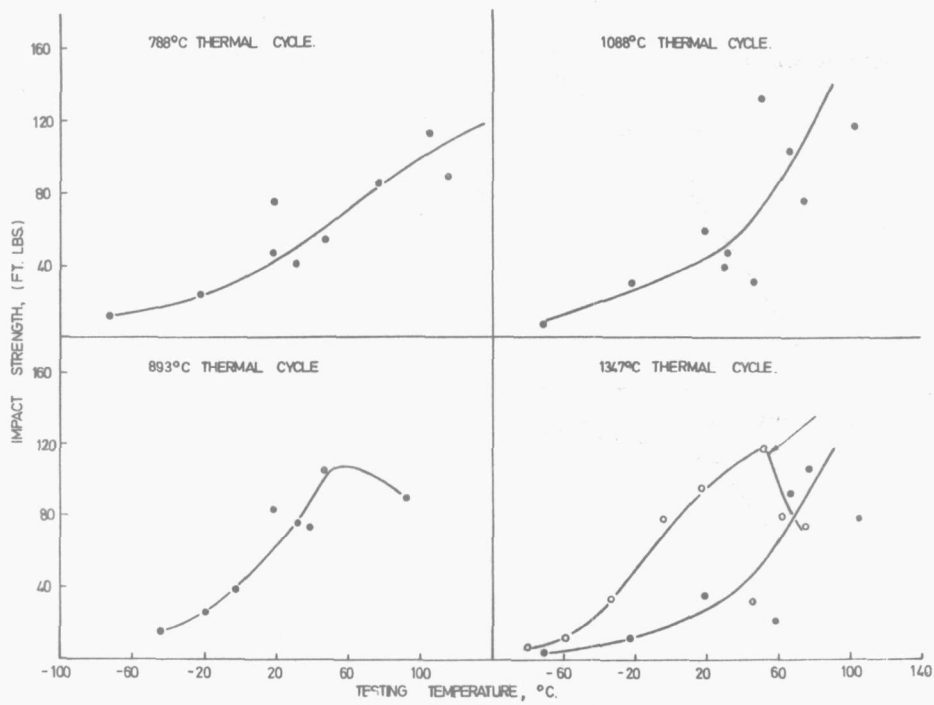 788°C THERMAL CYCLE.
1088°C THERMAL CYCLE.
160
120
80
40
893°C THERMAL CYCLE
1347°C THERMAL CYCLE.
160
120
80
40
IMPACT STRENGTH, (FT. LBS.)
-100 -60 -20 20 60 100 -60 -20 20 60 100 140
TESTING TEMPERATURE, °C.